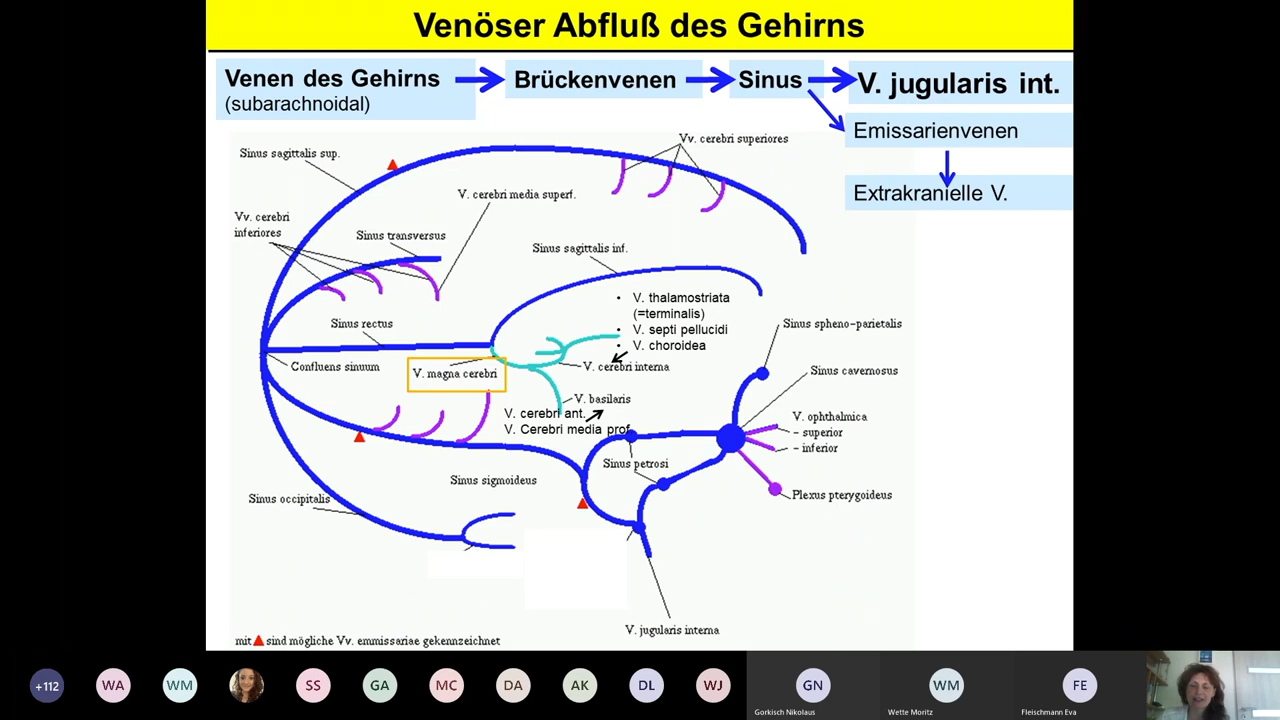 Venöser Abfluß des Gehirns
Venen des Gehirns
(subarachnoidal)
Brückenvenen
Sinus
V. jugularis int.
Emissarienvenen
Extrakranielle V.
Sinus sagittalis sup.
Vv. cerebri superiores
V. cerebri media superf.
Vv. cerebri
inferiores
Sinus transversus
Sinus sagittalis inf.
• V. thalamostriata
(=terminalis)
• V. septi pellucidi
• V. choroidea
Sinus rectus
Sinus spheno-parietalis
Confluens sinuum
V. magna cerebri
V. cerebri interna
Sinus cavernosus
V. basilaris
V. cerebri ant.
V. Cerebri media prof.
V. ophthalmica
- superior
- inferior
Sinus petrosi
Sinus sigmoideus
Plexus pterygoideus
Sinus occipitalis
V. jugularis interna
mit sind mögliche Vv. emmissariae gekennzeichnet
+112
WA
WM
SS
GA
MC
DA
AK
DL
WJ
GN
WM
FE
Gorkisch Nikolaus
Wette Moritz
Fleischmann Eva